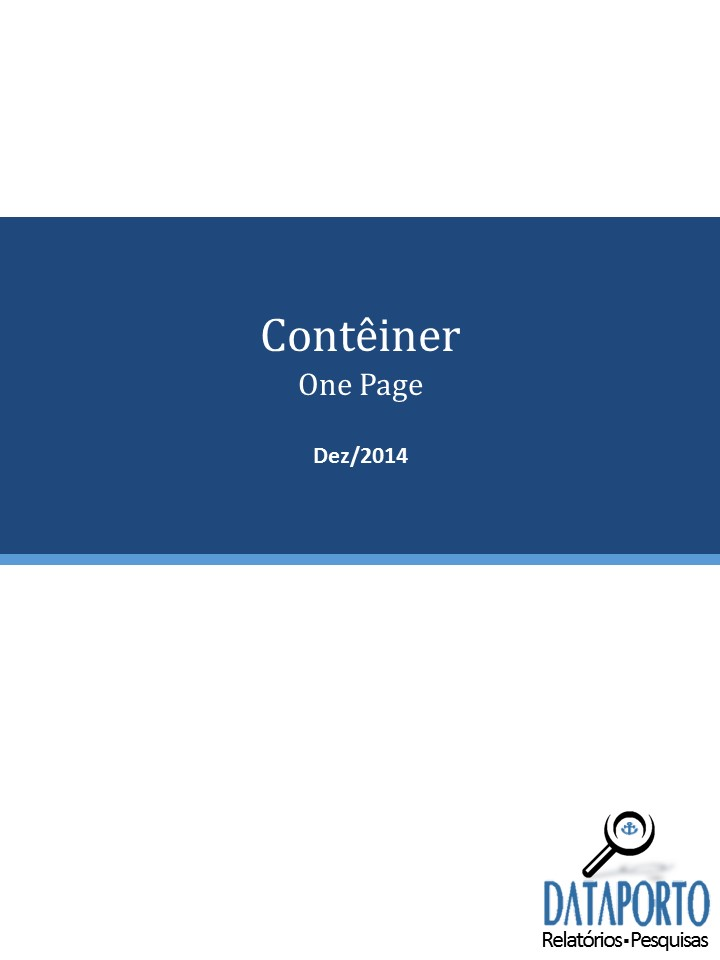 Contêiner
One Page
Dez/2014
DATAPORTO
Relatórios▪Pesquisas